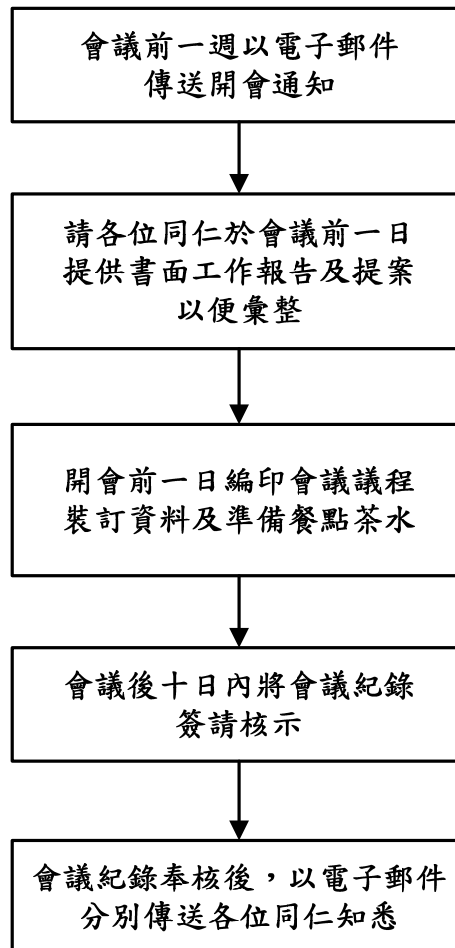 會議前一週以電子郵件
傳送開會通知
請各位同仁於會議前一日
提供書面工作報告及提案
以便彙整
開會前一日編印會議議程
裝訂資料及準備餐點茶水
會議後十日內將會議紀錄
簽請核示
會議紀錄奉核後，以電子郵件
分別傳送各位同仁知悉